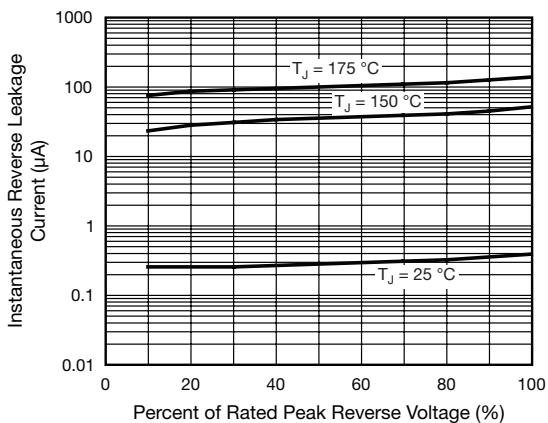 1000
100
10
1
0.1
0.01
Instantaneous Reverse Leakage
Current (μA)
T_J = 175 °C
T_J = 150 °C
T_J = 25 °C
0 20 40 60 80 100
Percent of Rated Peak Reverse Voltage (%)